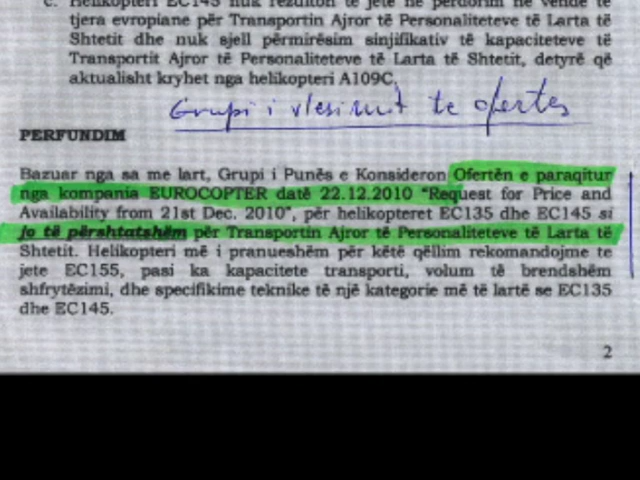 c. Helikopteri EC145 nuk rezulton të jetë në përdorim në vende të
tjera evropiane për Transportin Ajror të Personaliteteve të Larta të
Shtetit dhe nuk sjell përmirësim sinjifikativ të kapaciteteve të
Transportit Ajror të Personaliteteve të Larta të Shtetit, detyrë që
aktualisht kryhet nga helikopteri A109C.
Grupi i vlesimit te ofertes
PERFUNDIM
Bazuar nga sa me lart, Grupi i Punës e Konsideron Ofertën e paraqitur
nga kompania EUROCOPTER datë 22.12.2010 "Request for Price and
Availability from 21st Dec. 2010", për helikopteret EC135 dhe EC145 si
jo të përshtatshëm për Transportin Ajror të Personaliteteve të Larta të
Shtetit. Helikopteri më i pranueshëm për këtë qëllim rekomandojme te
jete EC155, pasi ka kapacitete transporti, volum të brendshëm
shfrytëzimi, dhe specifikime teknike të një kategorie më të lartë se EC135
dhe EC145.
2